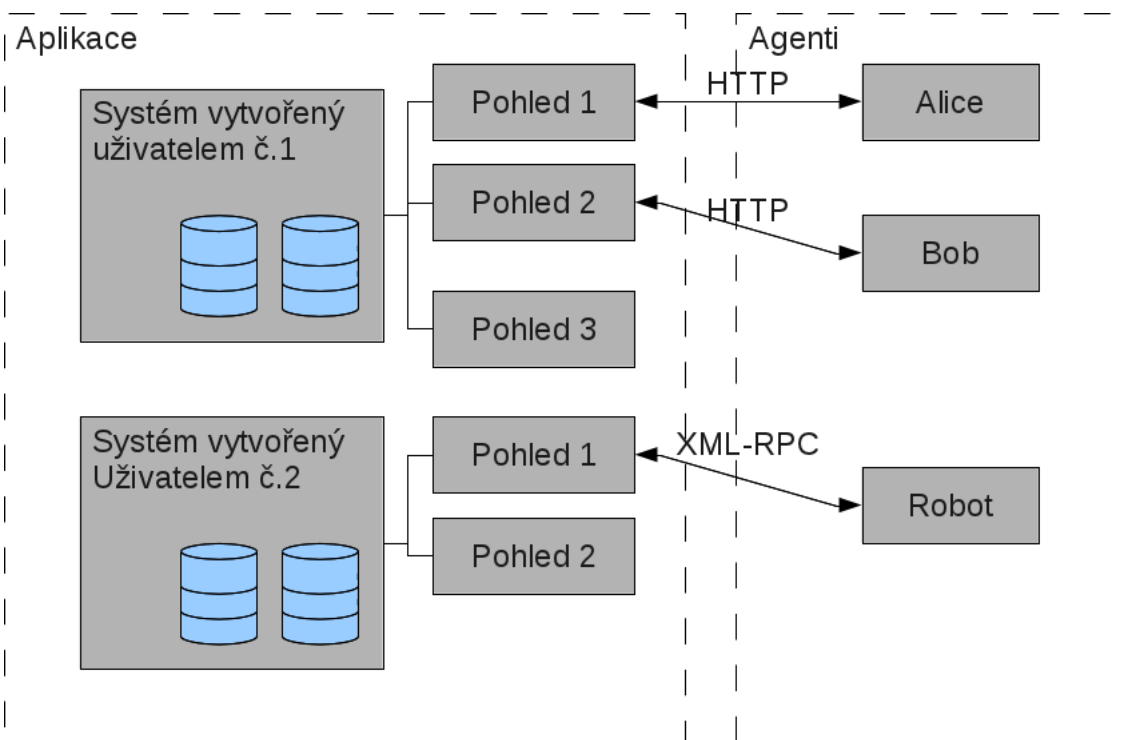 Aplikace
Agenti
Systém vytvořený
uživatelem č.1
Pohled 1
HTTP
Alice
Pohled 2
HTTP
Bob
Pohled 3
Systém vytvořený
Uživatelem č.2
Pohled 1
XML-RPC
Robot
Pohled 2